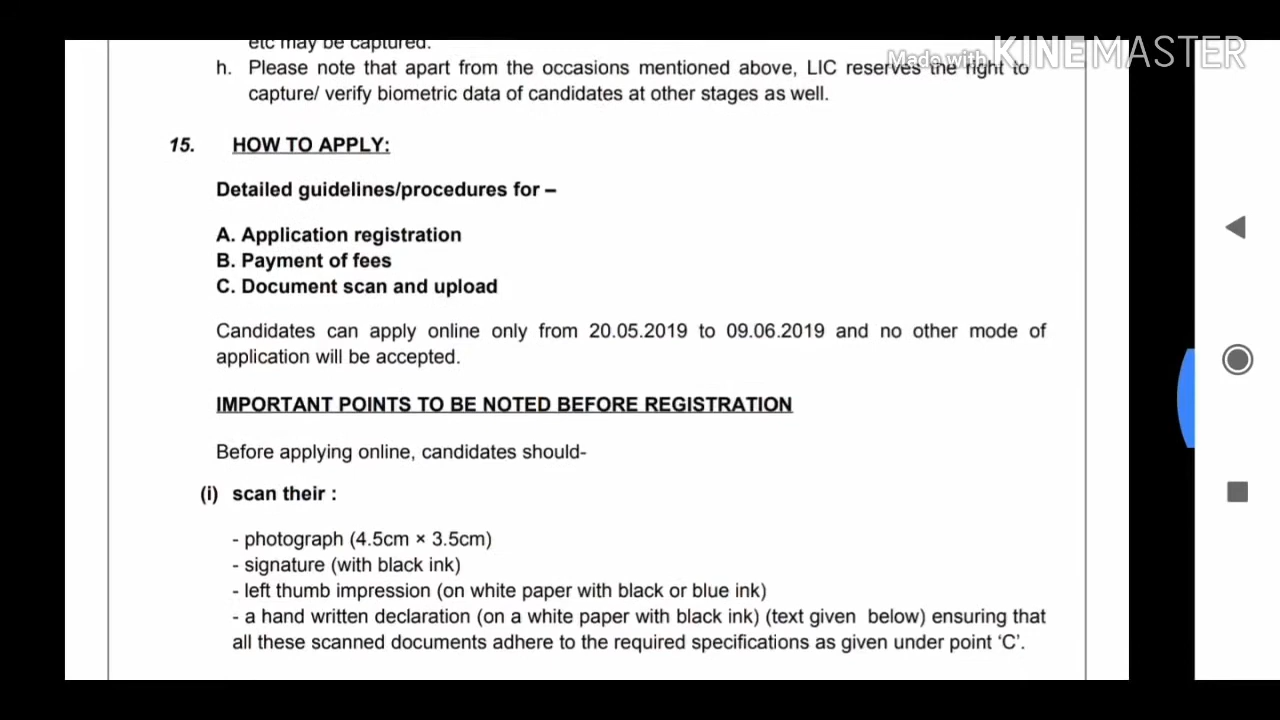 etc may be captured.
Made with KINEMASTER
h. Please note that apart from the occasions mentioned above, LIC reserves the right to
capture/ verify biometric data of candidates at other stages as well.
15. HOW TO APPLY:
Detailed guidelines/procedures for –
A. Application registration
B. Payment of fees
C. Document scan and upload
Candidates can apply online only from 20.05.2019 to 09.06.2019 and no other mode of
application will be accepted.
IMPORTANT POINTS TO BE NOTED BEFORE REGISTRATION
Before applying online, candidates should-
(i) scan their :
- photograph (4.5cm × 3.5cm)
- signature (with black ink)
- left thumb impression (on white paper with black or blue ink)
- a hand written declaration (on a white paper with black ink) (text given below) ensuring that
all these scanned documents adhere to the required specifications as given under point ‘C’.